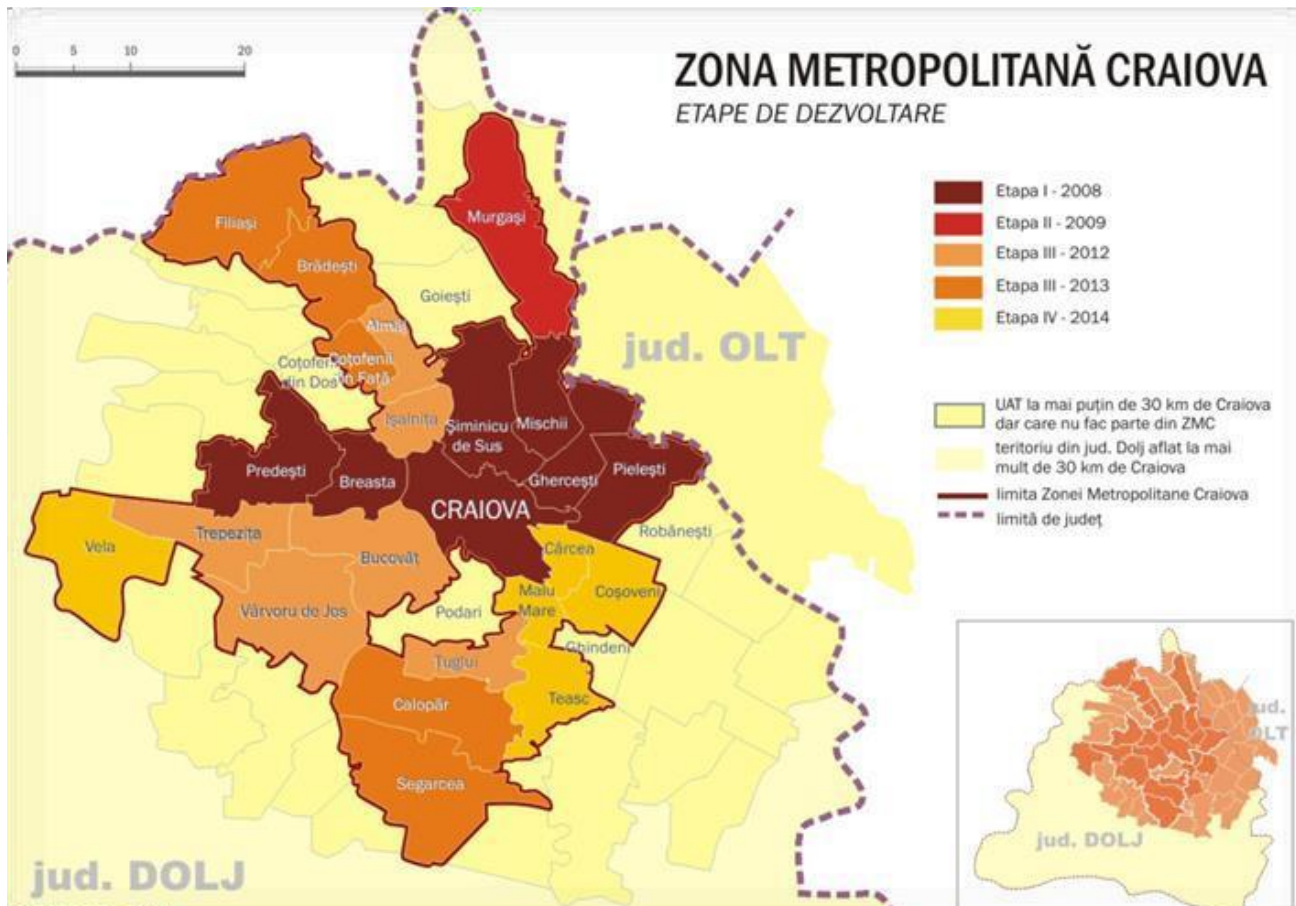 0 5 10 20
ZONA METROPOLITANĂ CRAIOVA
ETAPE DE DEZVOLTARE
Etapa I - 2008
Etapa II - 2009
Etapa III - 2012
Etapa III - 2013
Etapa IV - 2014
UAT la mai puțin de 30 km de Craiova
dar care nu fac parte din ZMC
teritoriu din jud. Dolj aflat la mai
mult de 30 km de Craiova
limita Zonei Metropolitane Craiova
limită de județ
Filiași
Murgași
Brădești
Goiești
jud. OLT
Coțofenii
în Față
din Dos
Ișalnița
Șiminicu
de Sus
Mischii
Predești
Breasta
Ghercești
Pielești
CRAIOVA
Robănești
Vela
Trepezița
Bucovăț
Cârcea
Coșoveni
Malu
Mare
Vârvoru de Jos
Podari
Ghindeni
Țuglui
Teasc
Calopăr
Segarcea
jud. DOLJ
jud.
OLT
jud. DOLJ